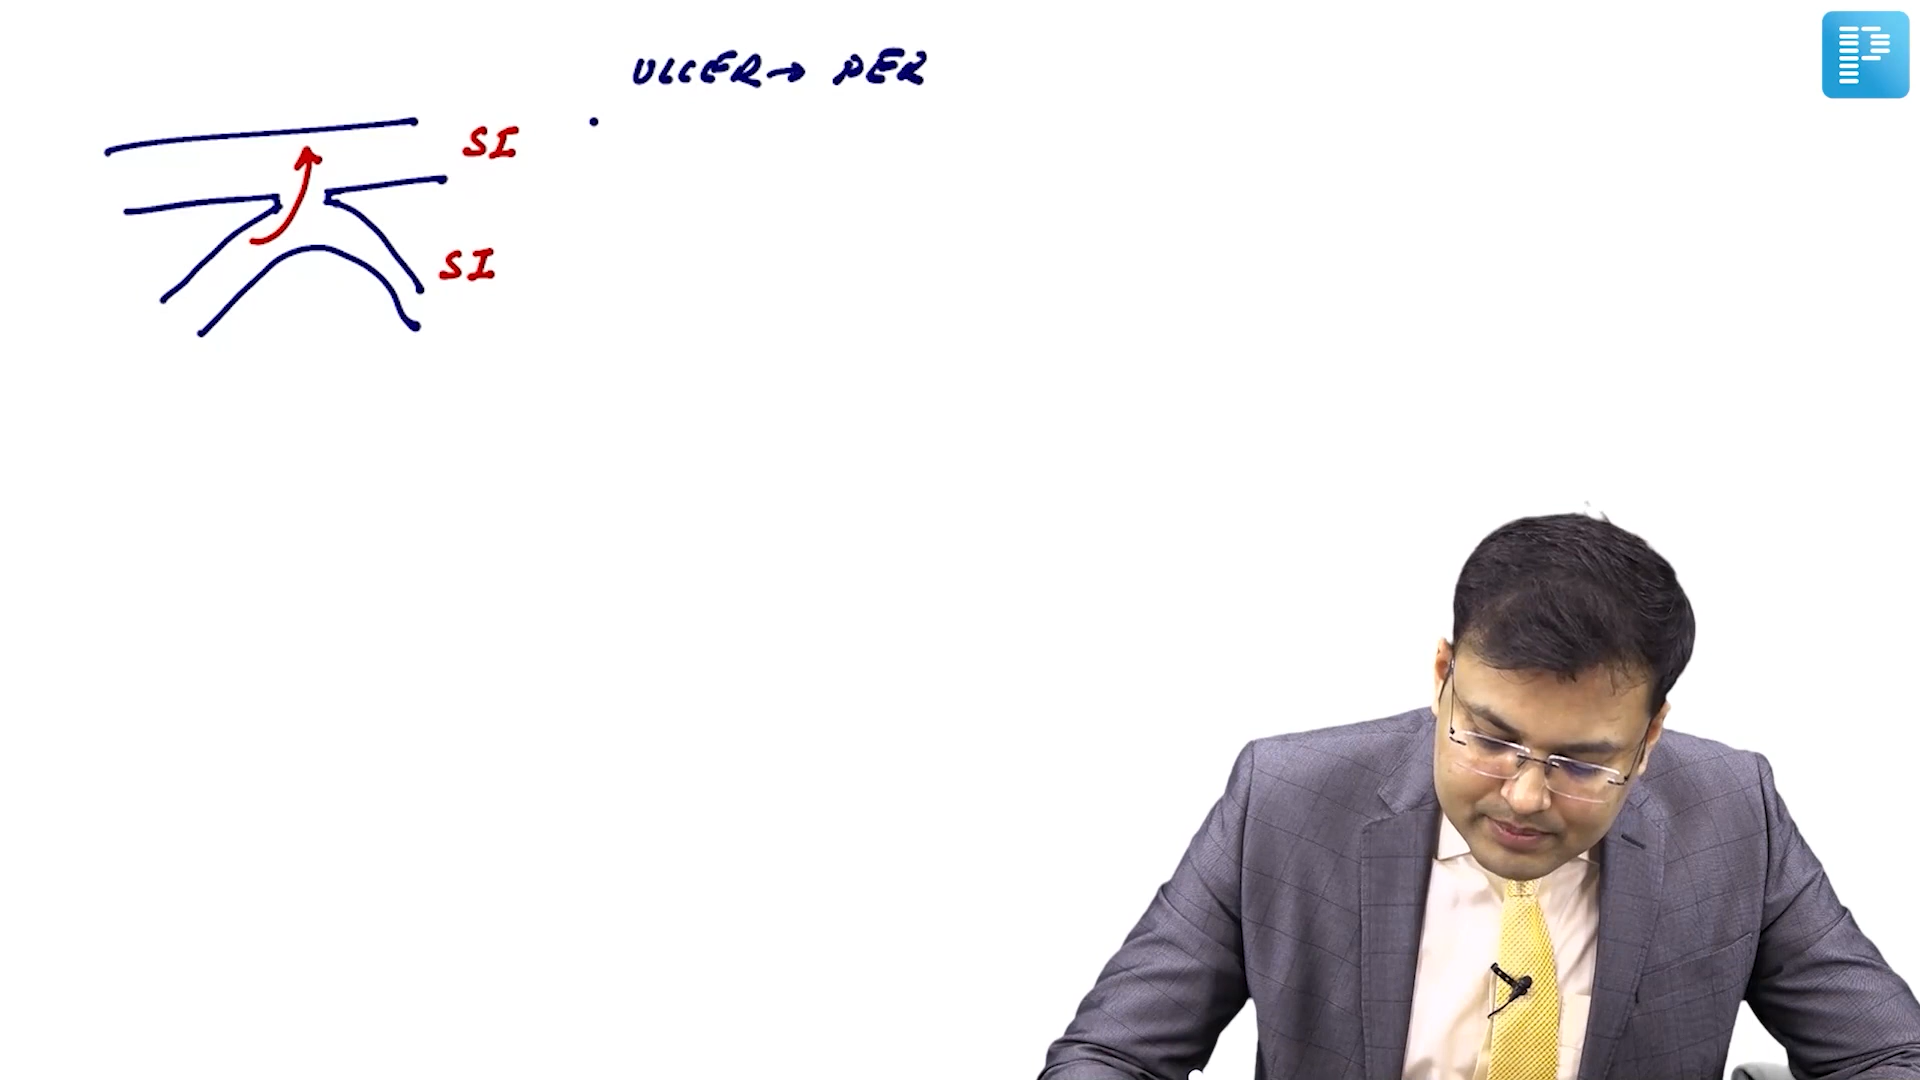 ULCER → PER
SI
SI